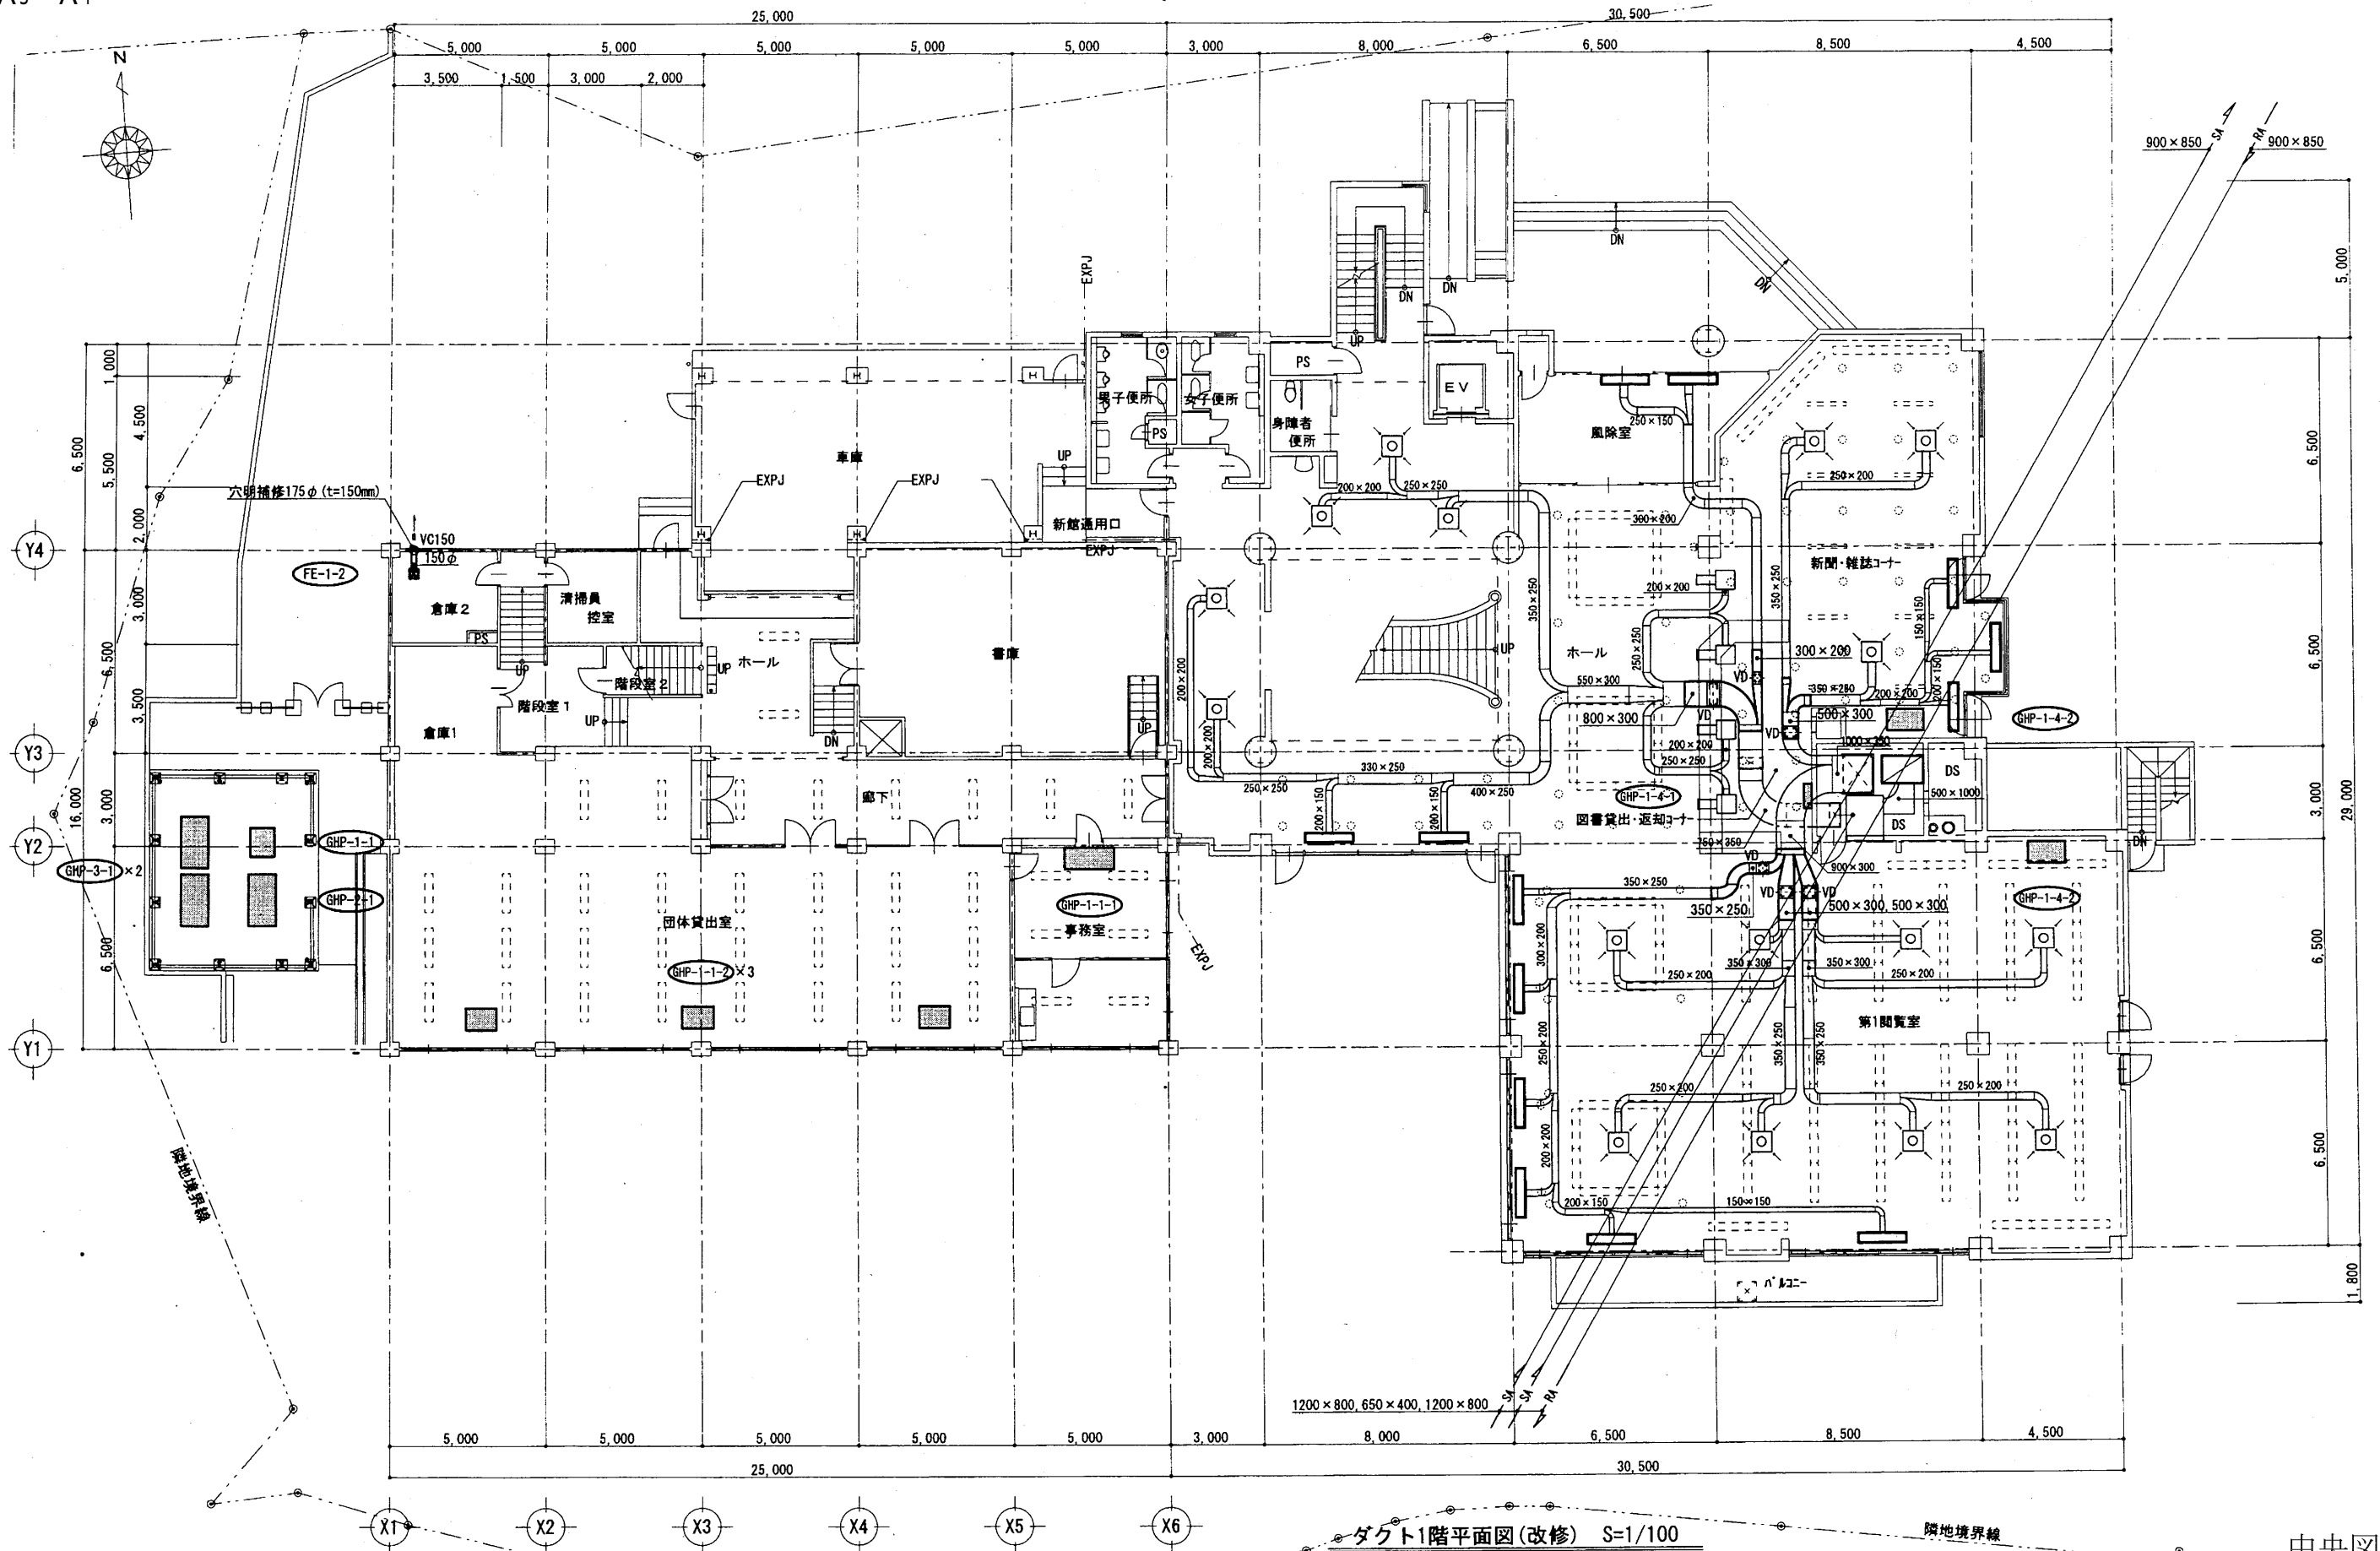 25,000
30,500
5,000
5,000
5,000
5,000
5,000
3,000
8,000
6,500
8,500
4,500
3,500
1,500
3,000
2,000
N
900×850
SA
RA
900×850
5,000
EXPJ
DN
DN
DN
DN
UP
PS
EV
男子便所
女子便所
PS
身障者
便所
風除室
250×150
1,000
4,500
6,500
5,500
2,000
車庫
UP
EXPJ
EXPJ
新館通用口
EXPJ
穴明補修175φ(t=150mm)
VC150
150φ
200×200
250×250
300×200
250×200
6,500
Y4
FE-1-2
倉庫2
清掃員
控室
PS
UP
3,000
6,500
3,500
ホール
UP
書庫
UP
階段室2
階段室1
UP
倉庫1
DN
350×250
200×200
250×250
350×250
新聞・雑誌コーナー
150×150
200×150
200×200
UP
ホール
550×300
800×300
VD
VD
300×200
350×250
200×200
500×300
VD
GHP-1-4-2
6,500
Y3
200×200
330×250
250×250
400×250
200×150
200×150
200×200
250×250
GHP-1-4-1
図書貸出・返却コーナー
1000×350
DS
500×1000
DS
750×350
900×300
DN
3,000
29,000
16,000
3,000
廊下
Y2
GHP-1-1
GHP-3-1 ×2
GHP-2-1
6,500
団体貸出室
GHP-1-1-2 ×3
GHP-1-1-1
事務室
EXPJ
VD
350×250
350×250
VD
VD
500×300,500×300
GHP-1-4-2
300×200
250×200
350×300
350×300
250×200
6,500
第1閲覧室
Y1
250×200
350×250
350×250
250×200
250×200
200×200
200×150
150×150
6,500
バルコニー
1,800
隣地境界線
1200×800,650×400,1200×800
SA
SA
RA
5,000
5,000
5,000
5,000
5,000
3,000
8,000
6,500
8,500
4,500
25,000
30,500
X1
X2
X3
X4
X5
X6
ダクト1階平面図(改修) S=1/100
隣地境界線